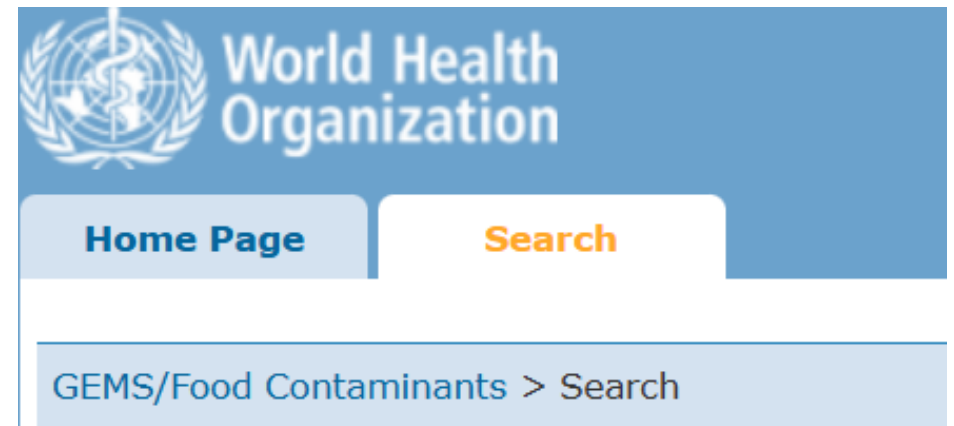 World Health
Organization
Home Page Search
GEMS/Food Contaminants > Search